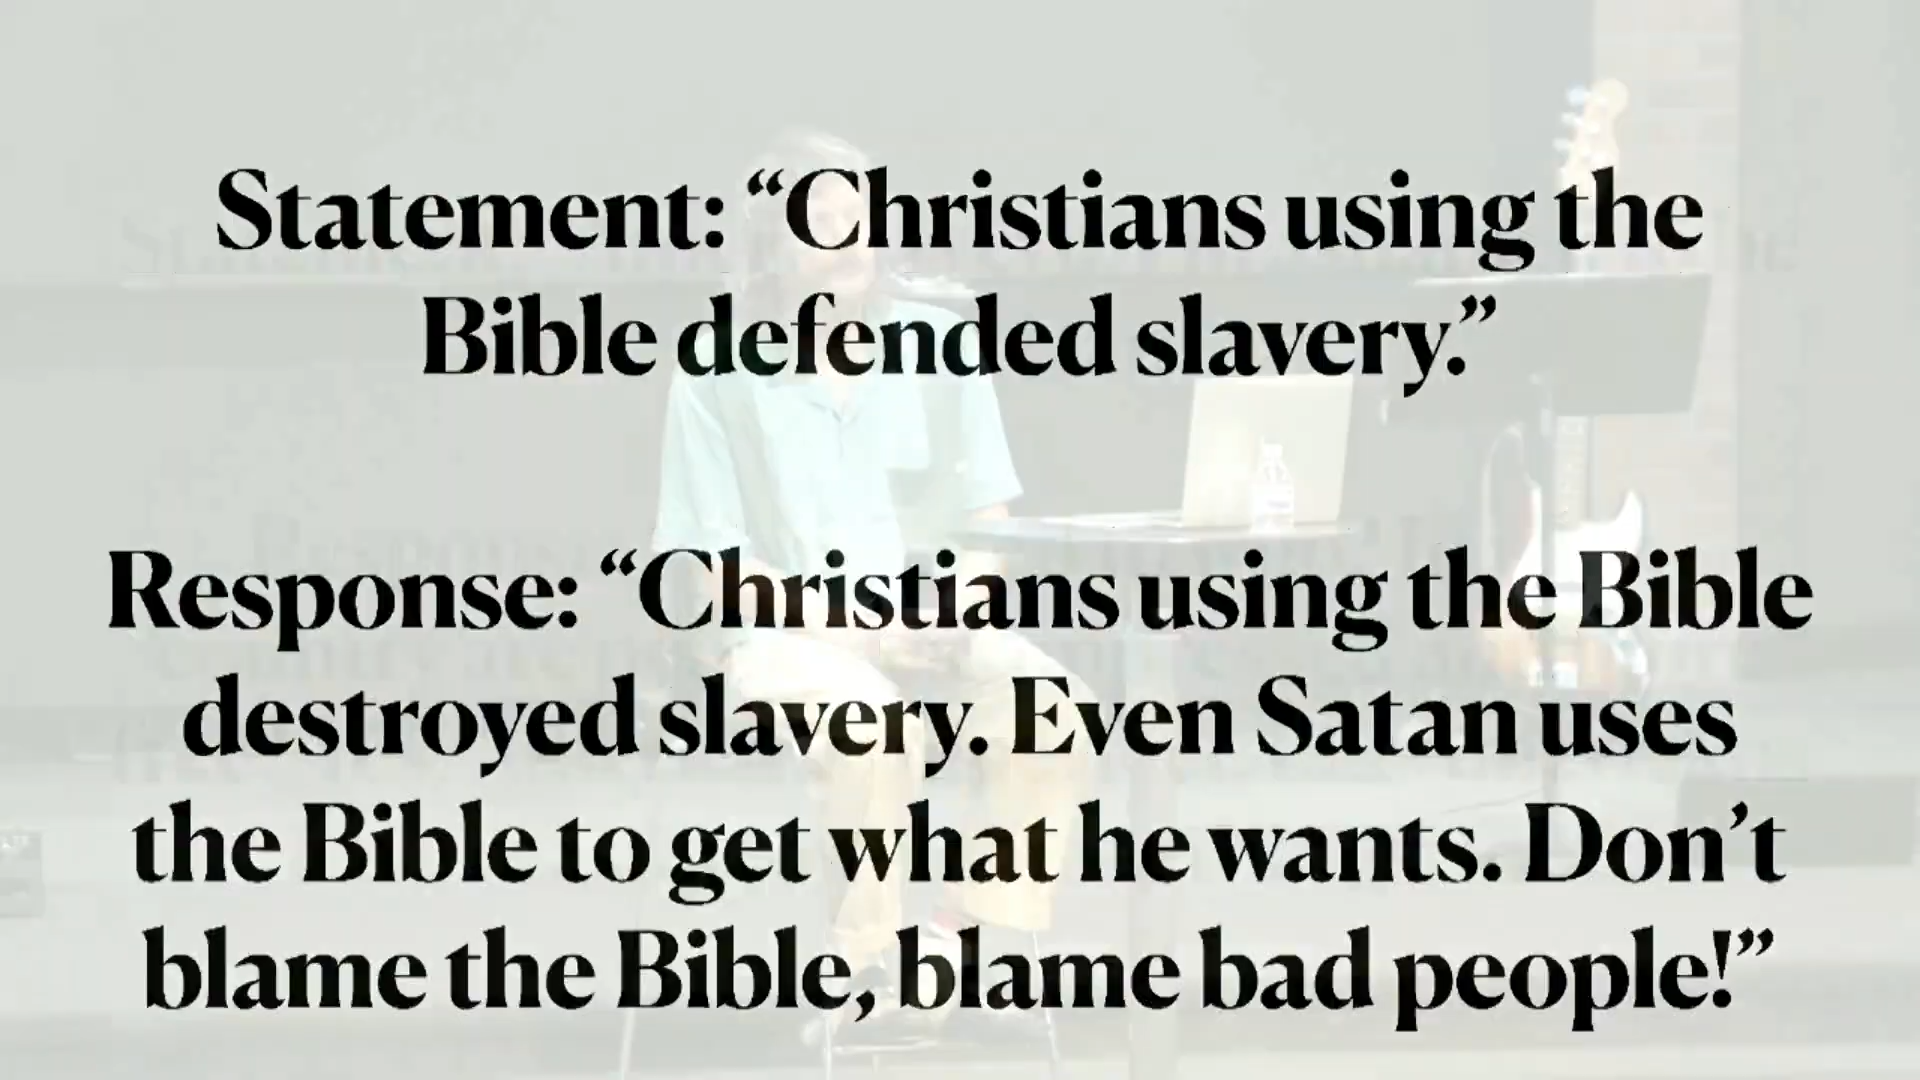 Statement: “Christians using the
Bible defended slavery.”
Response: “Christians using the Bible
destroyed slavery. Even Satan uses
the Bible to get what he wants. Don’t
blame the Bible, blame bad people!”